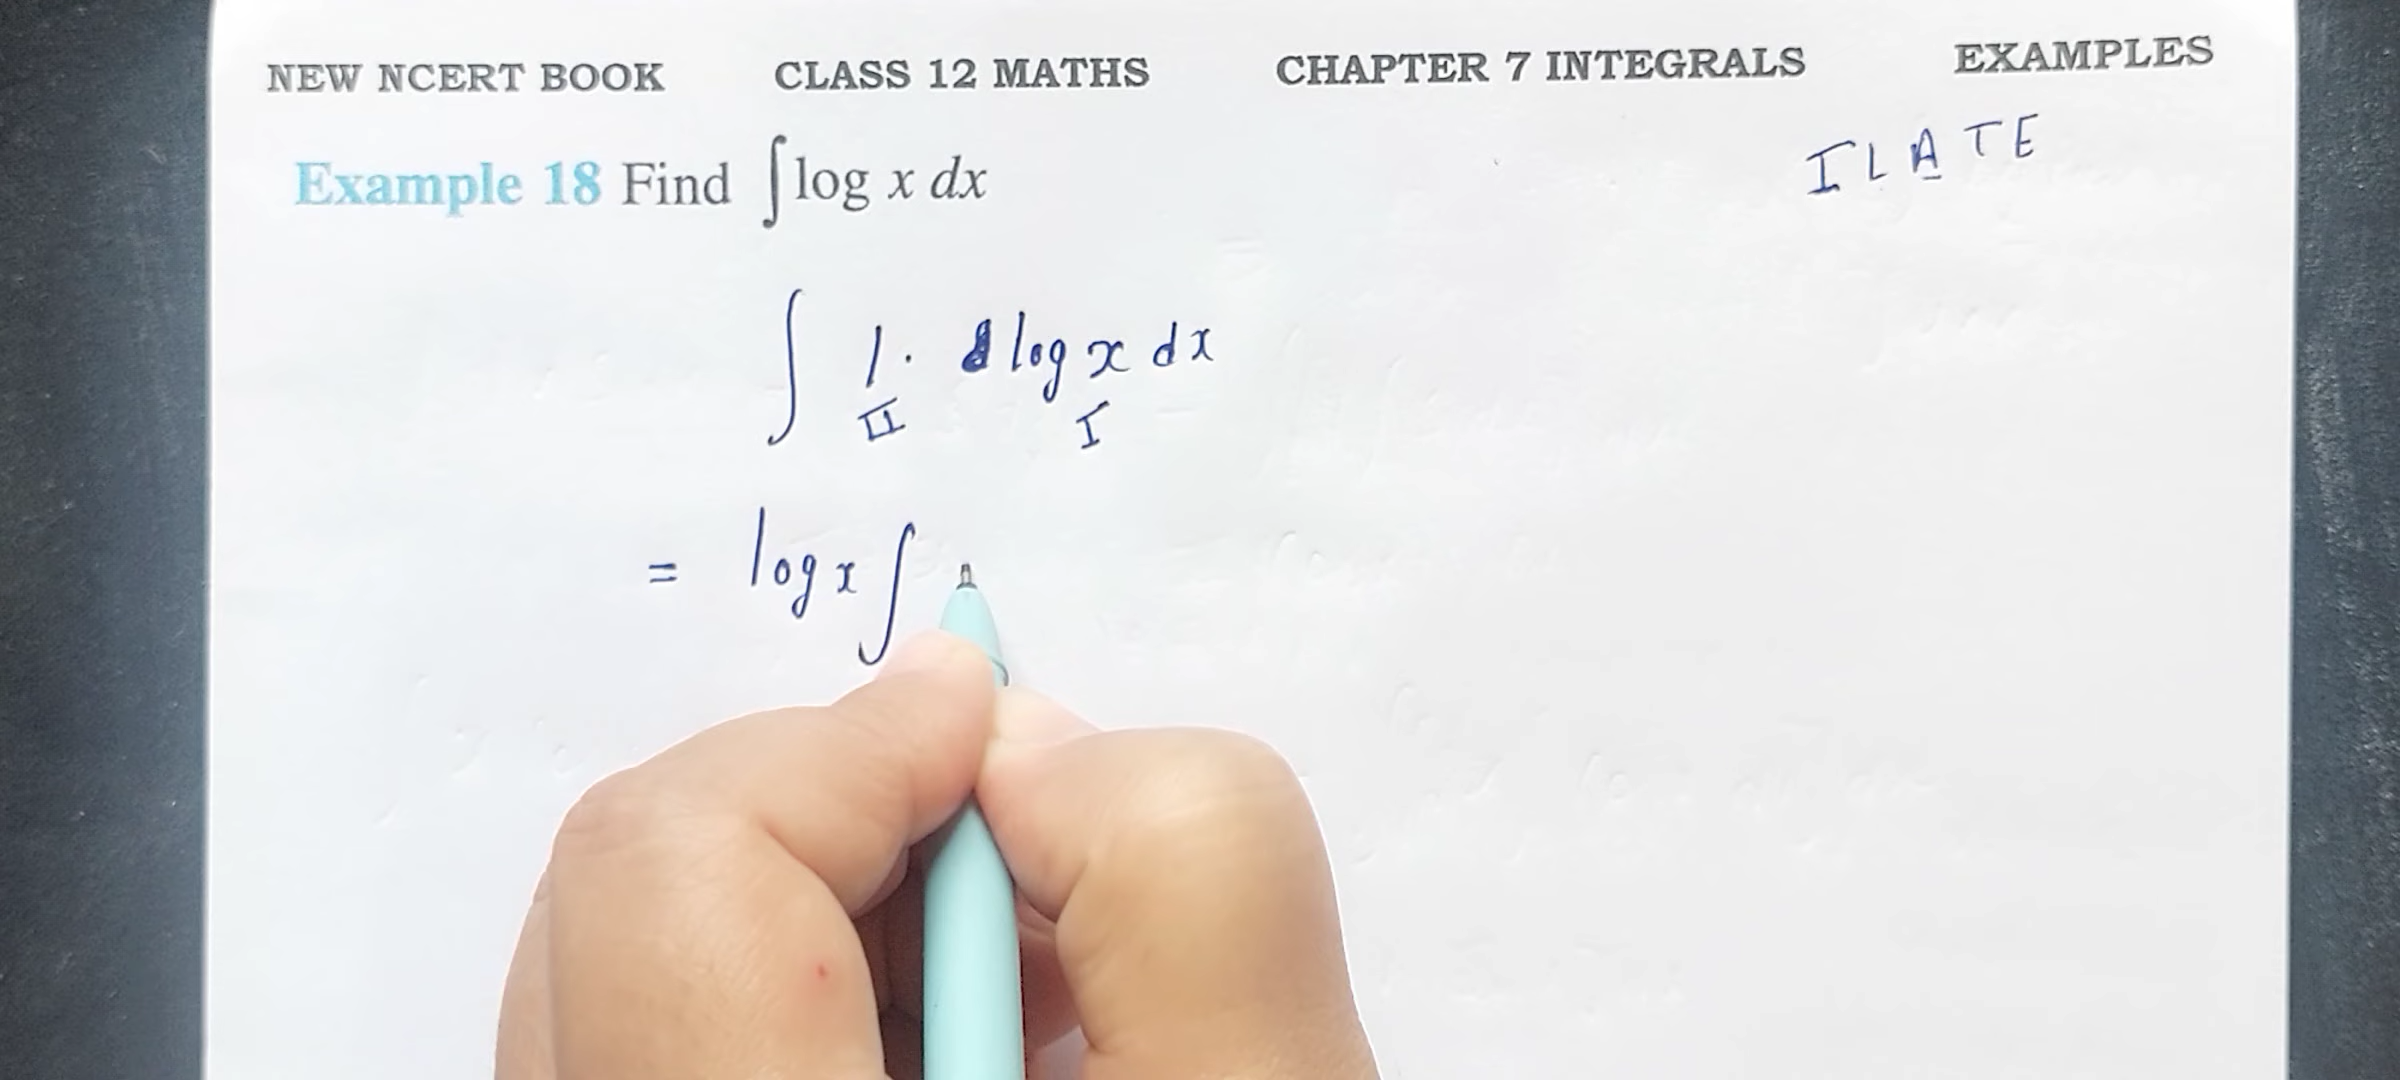 NEW NCERT BOOK CLASS 12 MATHS CHAPTER 7 INTEGRALS EXAMPLES
ILATE
Example 18 Find ∫ log x dx
∫ 1. log x dx
II I
= log x ∫